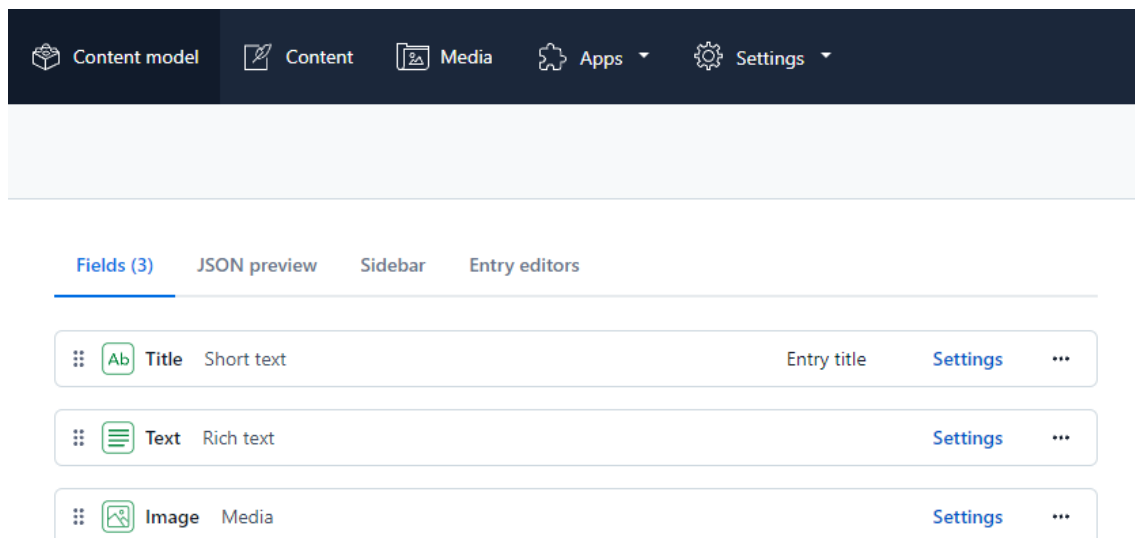 Content model Content Media Apps Settings
Fields (3) JSON preview Sidebar Entry editors
Ab Title Short text Entry title Settings ...
Text Rich text Settings ...
Image Media Settings ...